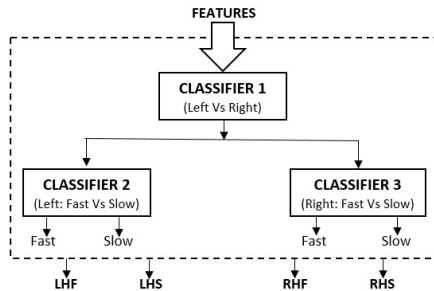 FEATURES
CLASSIFIER 1
(Left Vs Right)
CLASSIFIER 2
(Left: Fast Vs Slow)
CLASSIFIER 3
(Right: Fast Vs Slow)
Fast
Slow
Fast
Slow
LHF
LHS
RHF
RHS